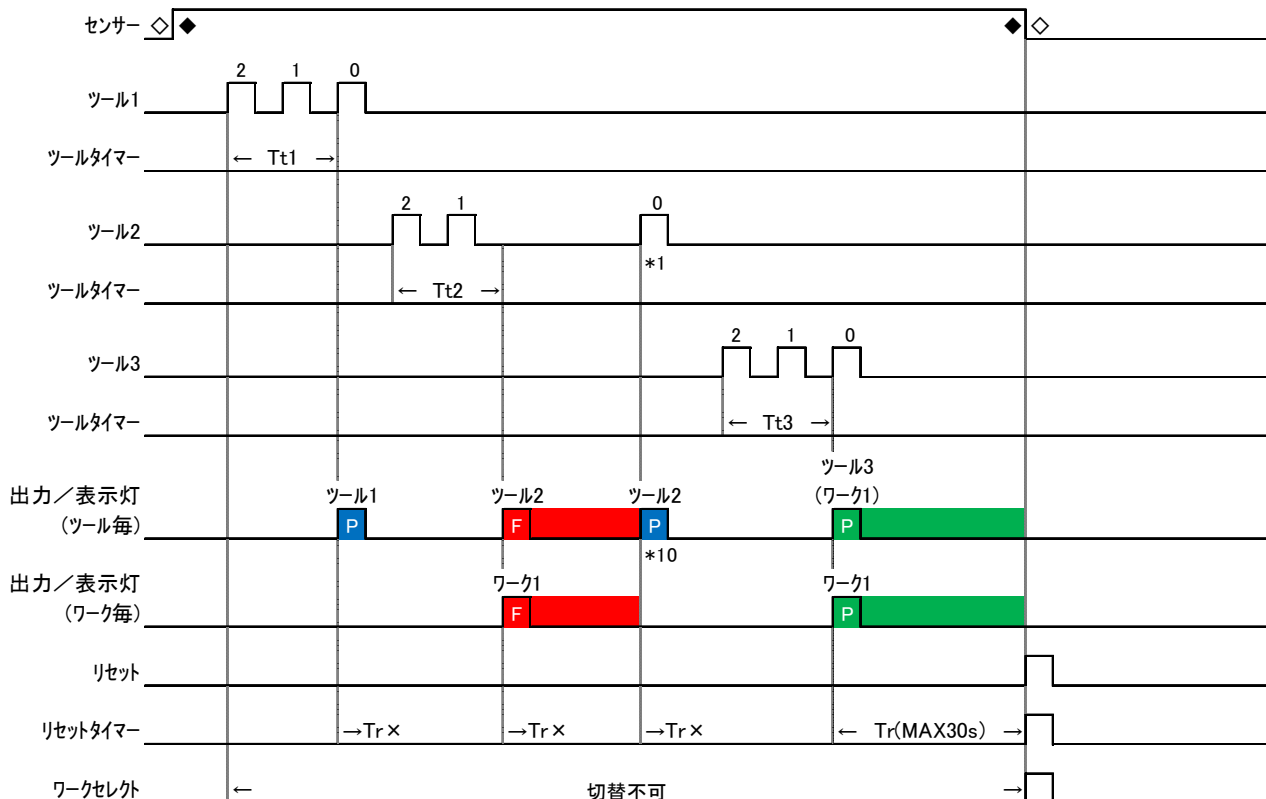 センサー ◇ ◆ ◆ ◇
2 1 0
ツール1
ツールタイマー ← Tt1 →
2 1 0
ツール2
*1
ツールタイマー ← Tt2 →
2 1 0
ツール3
ツールタイマー ← Tt3 →
ツール3
出力／表示灯 ツール1 ツール2 ツール2 (ワーク1)
(ツール毎) P F P P
*10
出力／表示灯 ワーク1 ワーク1
(ワーク毎) F P
リセット
リセットタイマー →Tr× →Tr× →Tr× ← Tr(MAX30s) →
ワークセレクト ← 切替不可 →